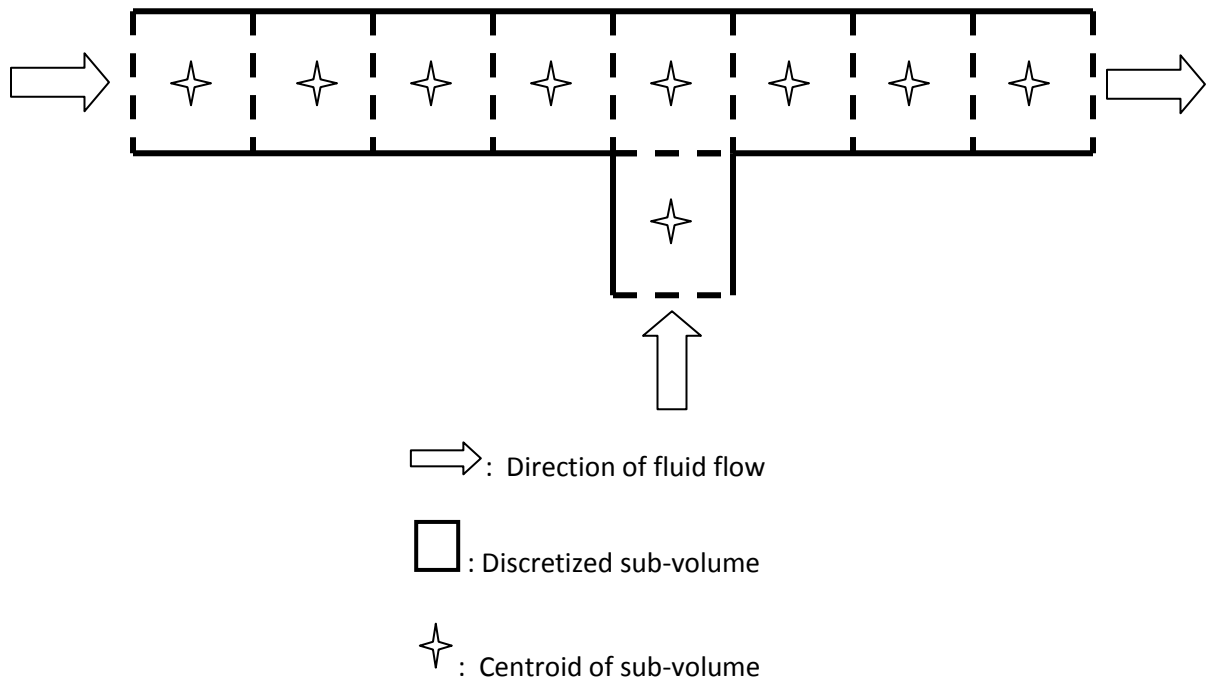 : Direction of fluid flow
: Discretized sub-volume
: Centroid of sub-volume